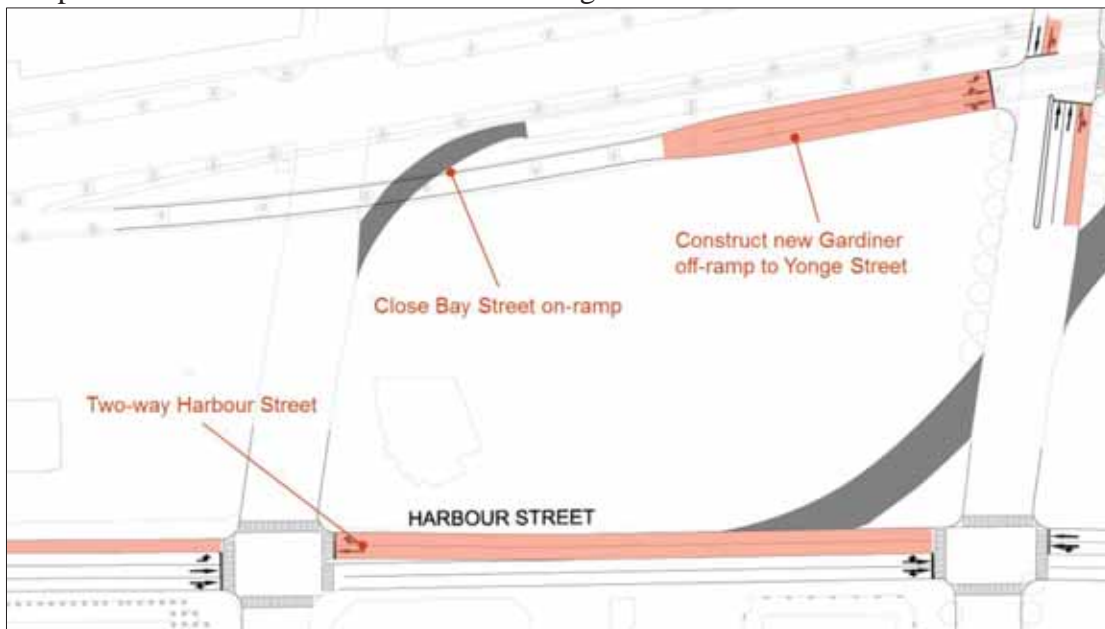 Construct new Gardiner
off-ramp to Yonge Street
Close Bay Street on-ramp
Two-way Harbour Street
HARBOUR STREET